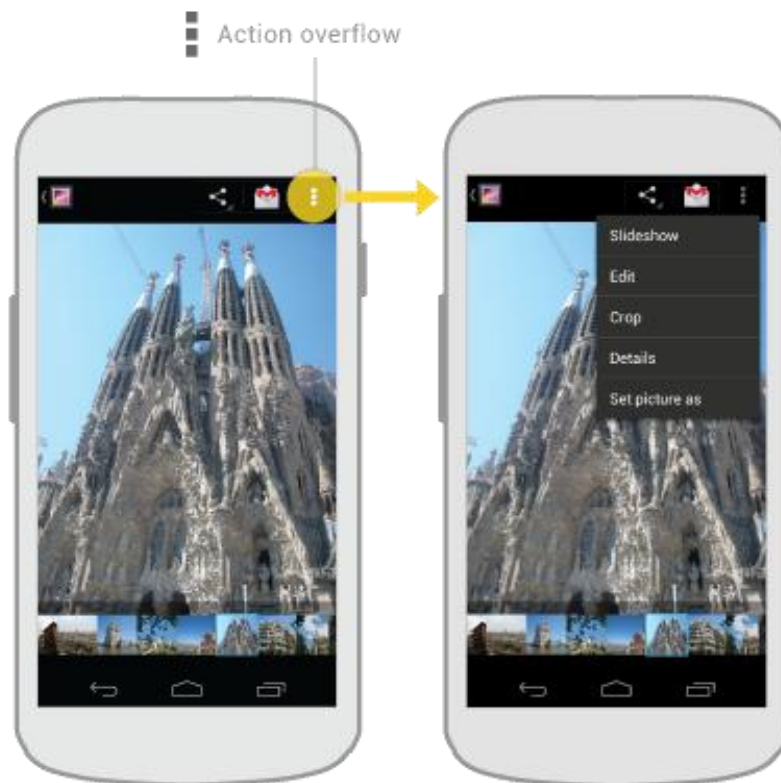 Action overflow
Slideshow
Edit
Crop
Details
Set picture as